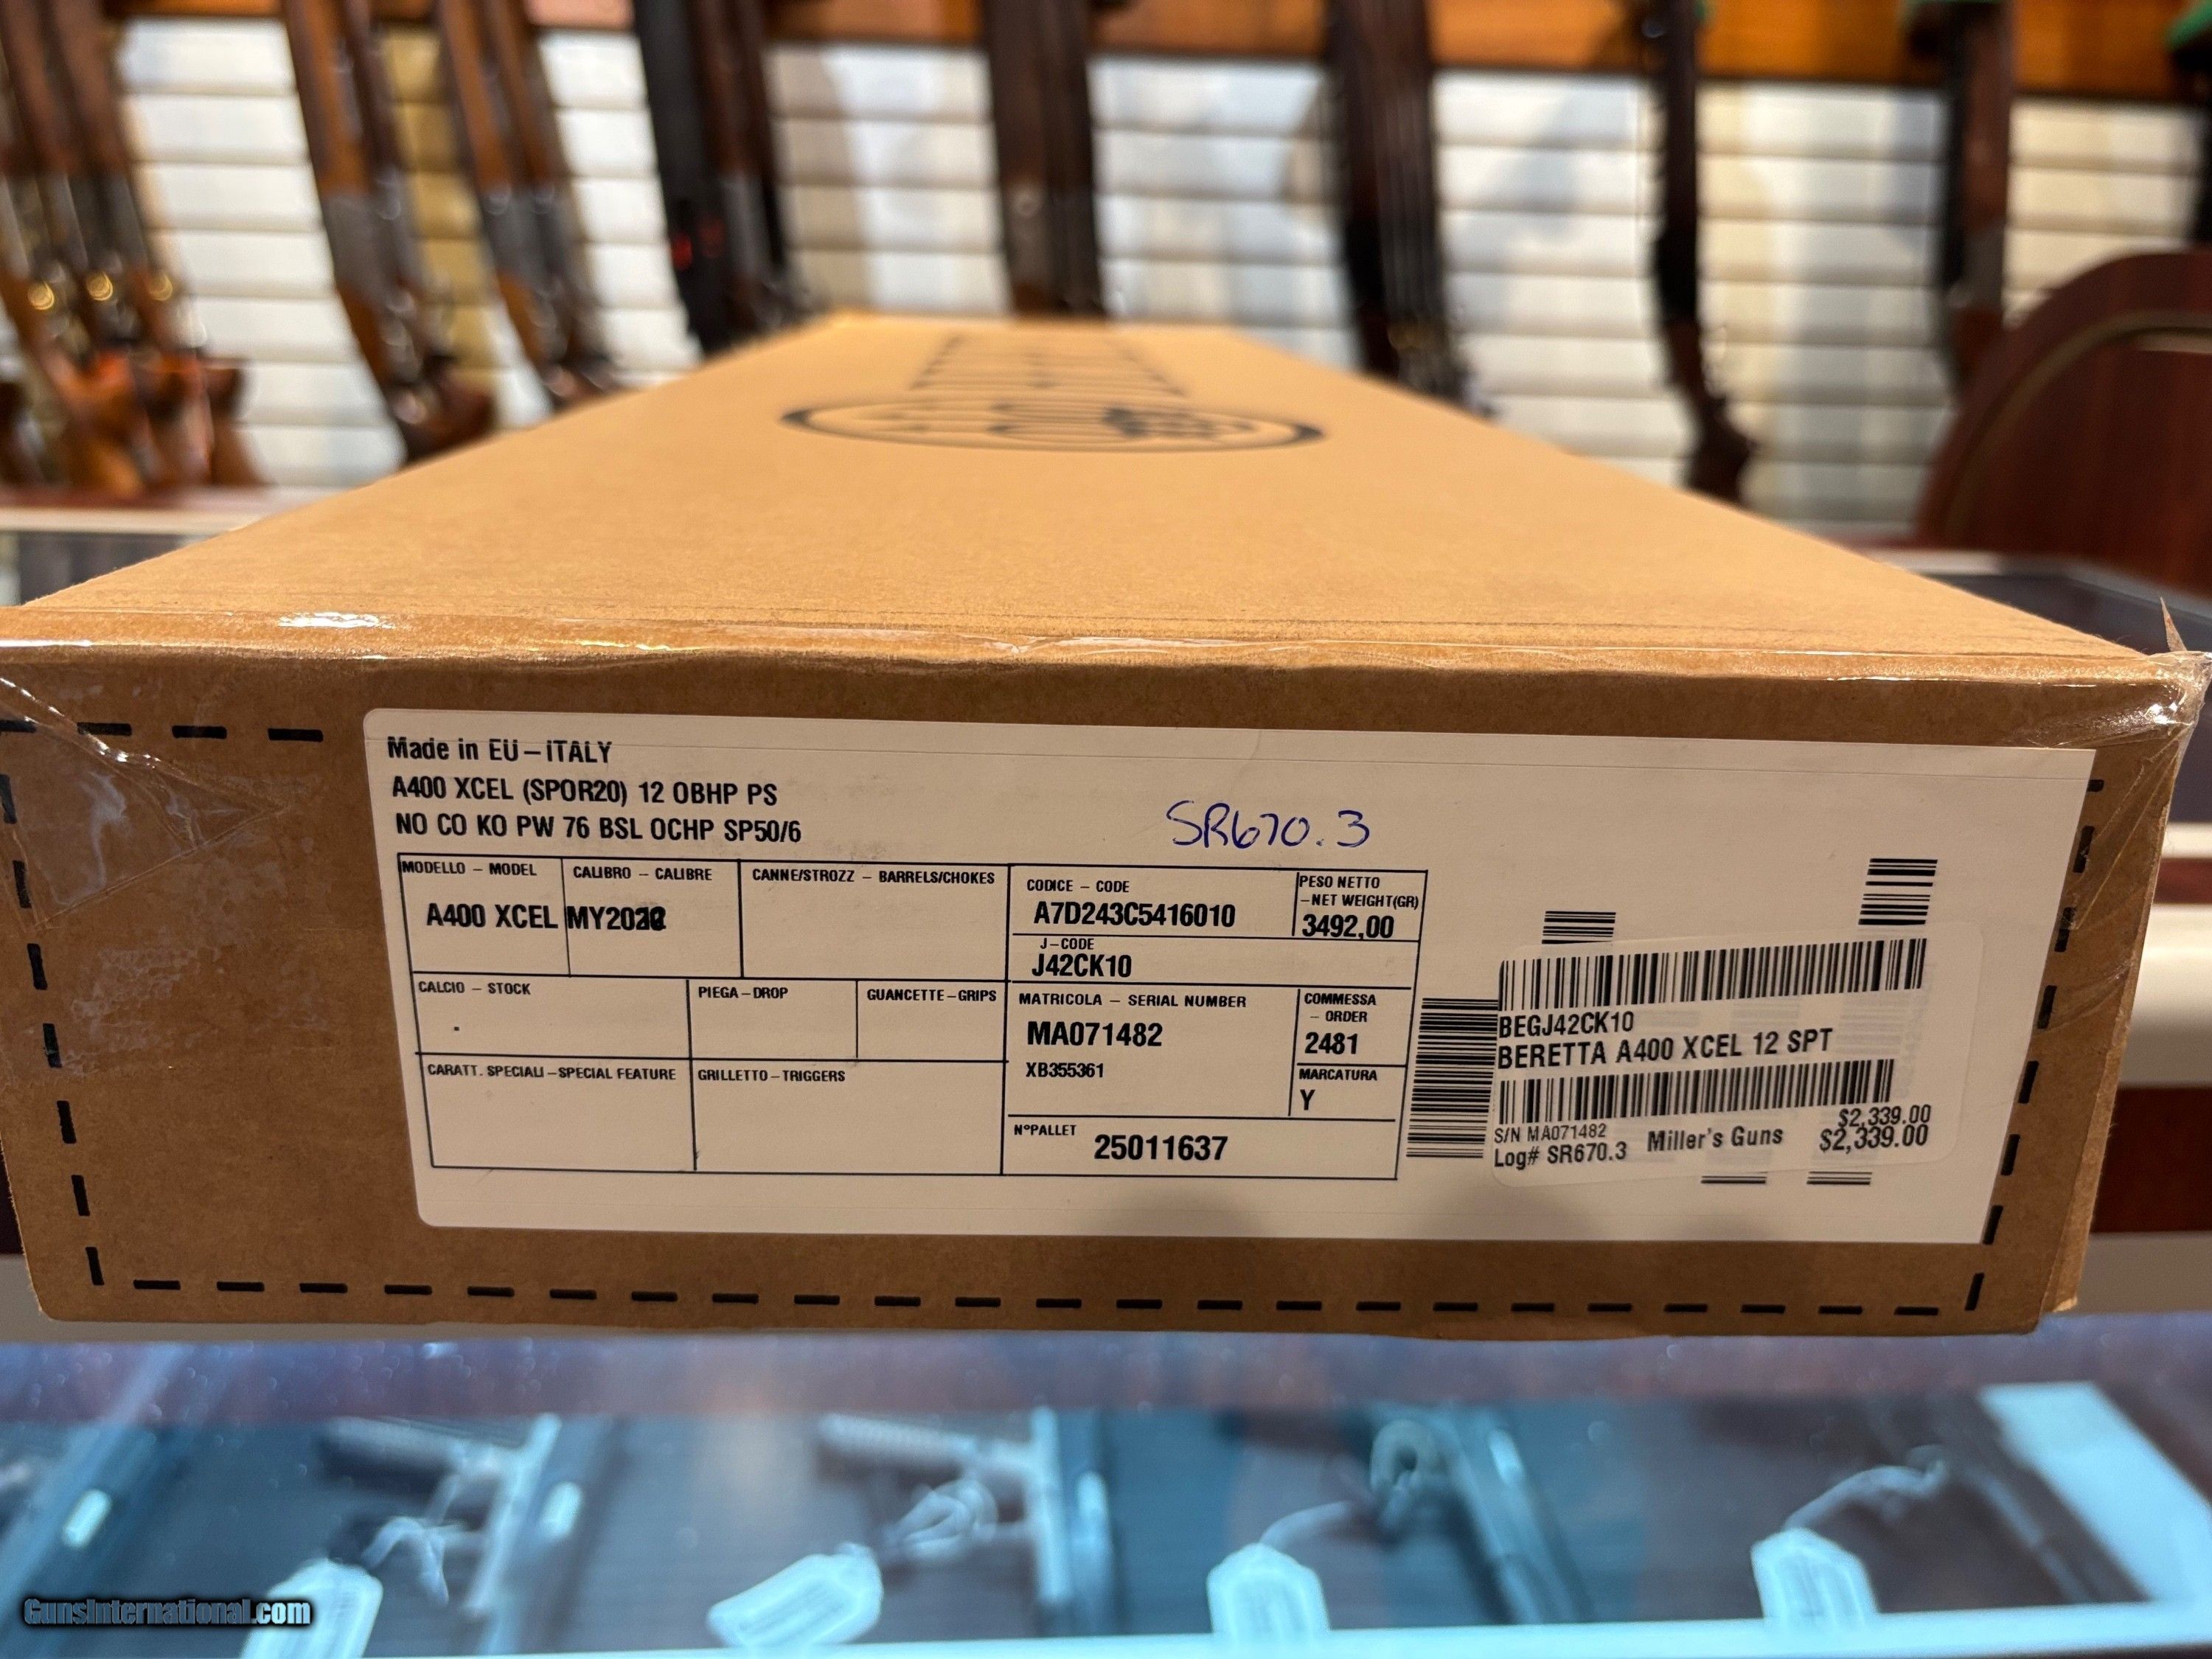 Made in EU-ITALY
A400 XCEL (SPOR20) 12 OBHP PS
NO CO KO PW 76 BSL OCHP SP50/6
SR670.3
MODELLO - MODEL
A400 XCEL
CALIBRO - CALIBRE
CANNE/STROZZ - BARRELS/CHOKES
CODICE - CODE
A7D243C5416010
PESO NETTO
-NET WEIGHT(GR)
3492,00
J-CODE
J42CK10
CALCIO - STOCK
.
PIEGA-DROP
GUANCETTE-GRIPS
MATRICOLA - SERIAL NUMBER
MA071482
XB355361
COMMESSA
- ORDER
2481
MARCATURA
Y
CARATT. SPECIALI-SPECIAL FEATURE
GRILLETTO-TRIGGERS
N°PALLET
25011637
BEGJ42CK10
BERETTA A400 XCEL 12 SPT
$2,339.00
S/N MA071482
Log# SR670.3 Miller's Guns $2,339.00
GunsInternational.com